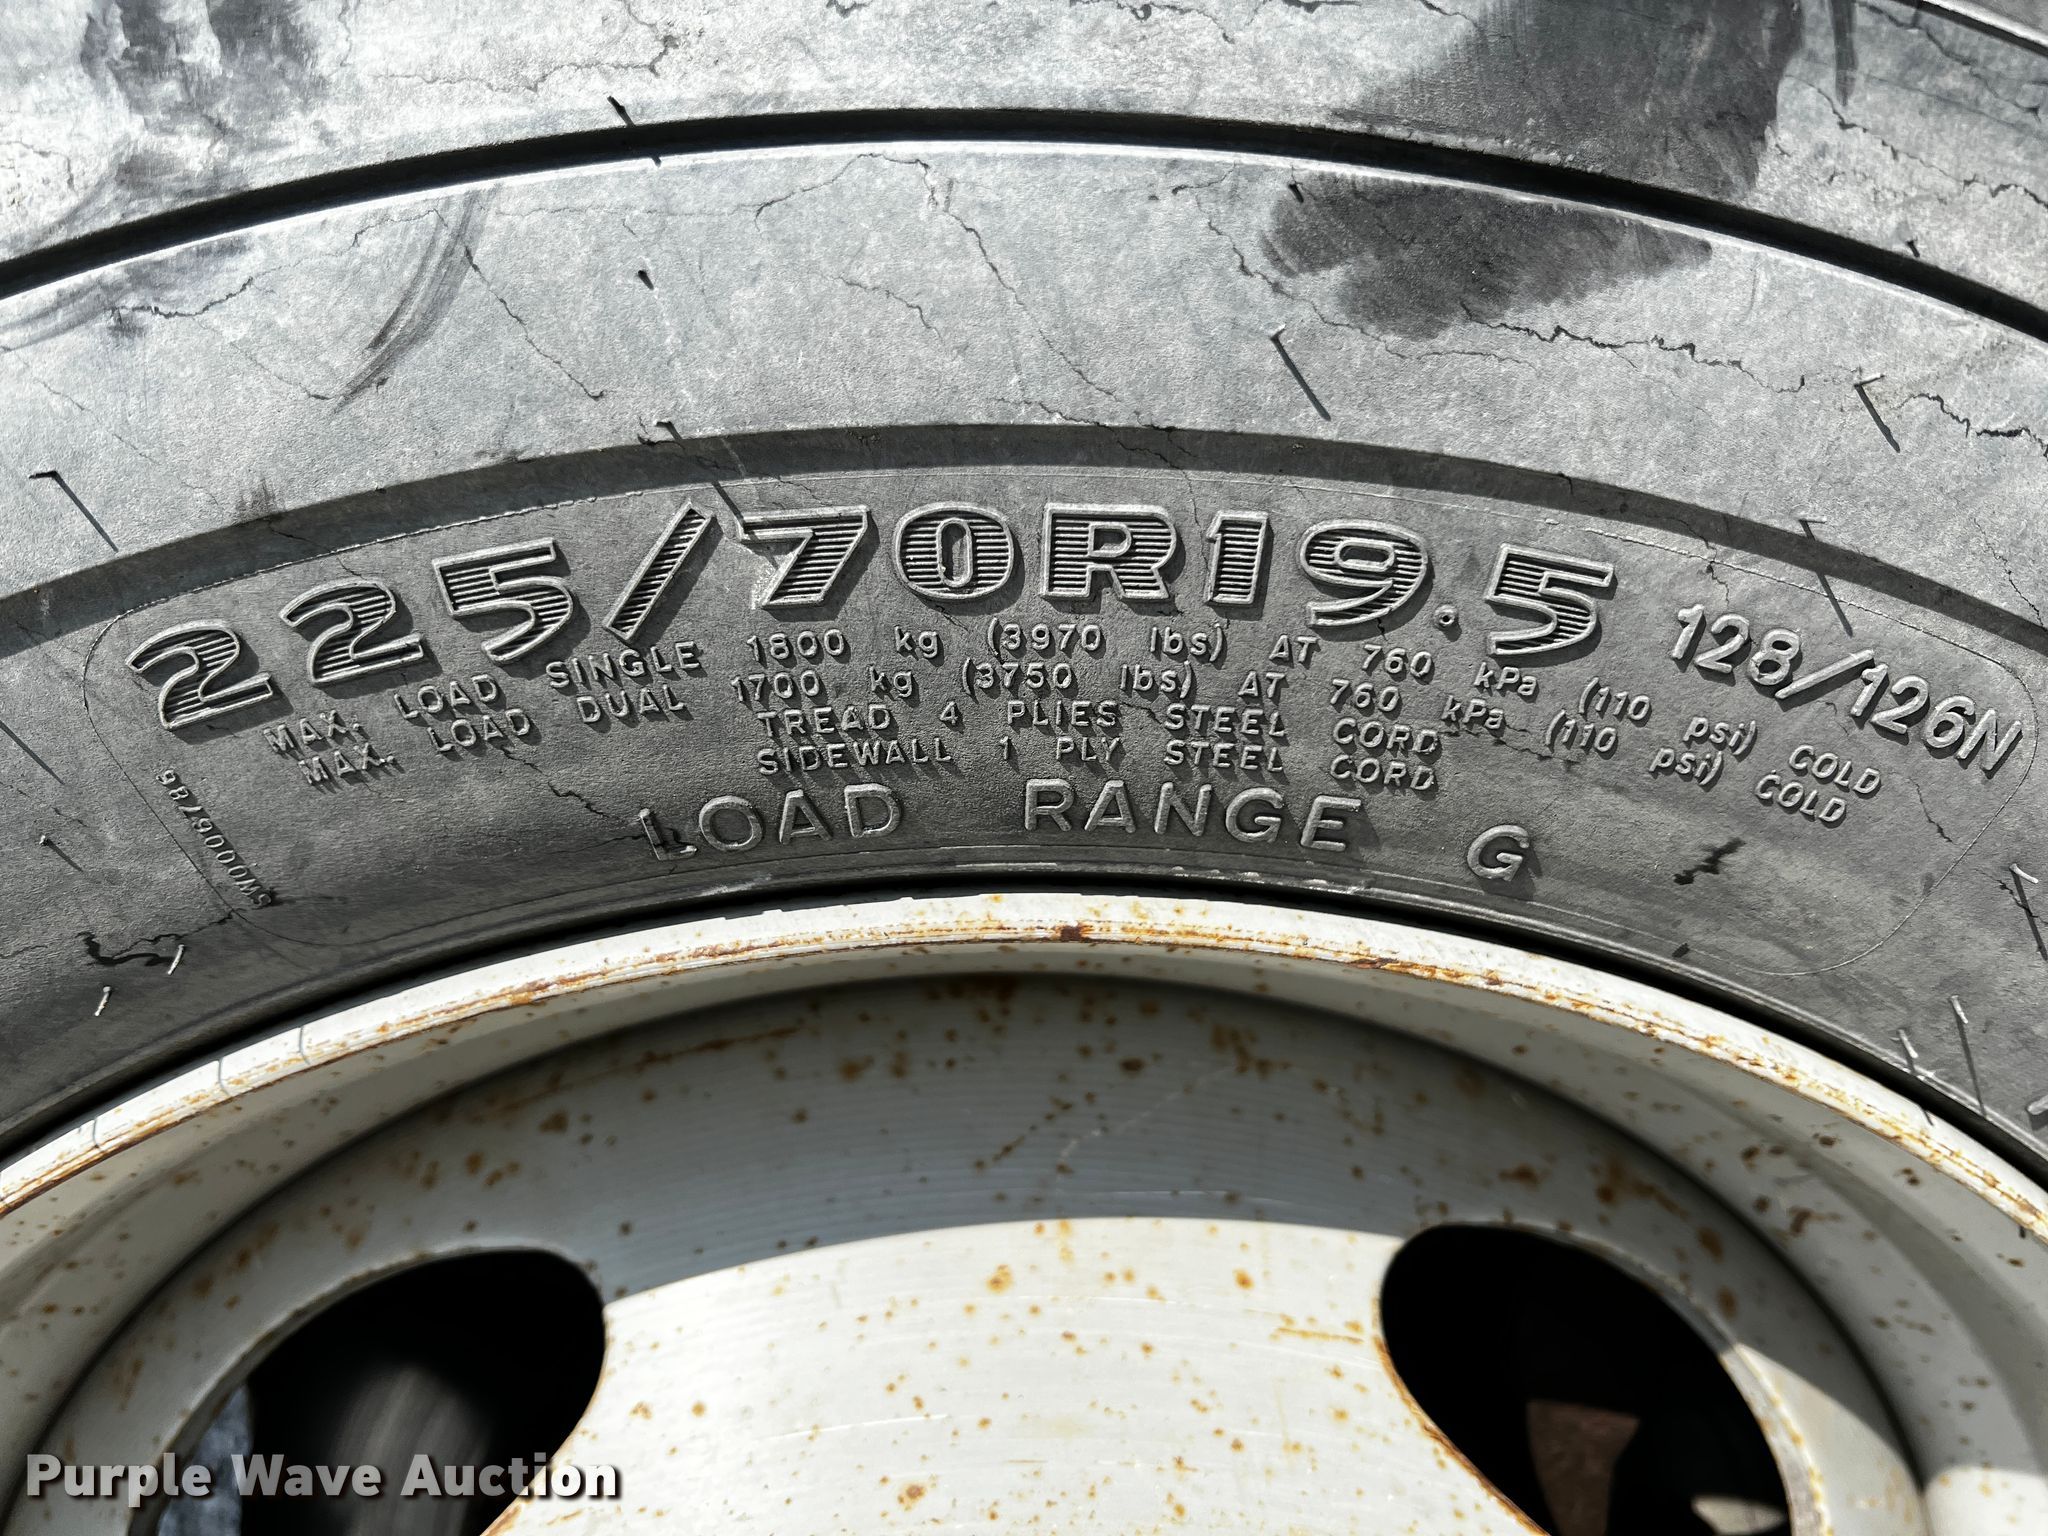 225/70R19.5 128/126N
MAX. LOAD SINGLE 1800 kg (3970 lbs) AT 760 kPa (110 psi) COLD
MAX. LOAD DUAL 1700 kg (3750 lbs) AT 760 kPa (110 psi) COLD
TREAD 4 PLIES STEEL CORD
SIDEWALL 1 PLY STEEL CORD
LOAD RANGE G
Purple Wave Auction